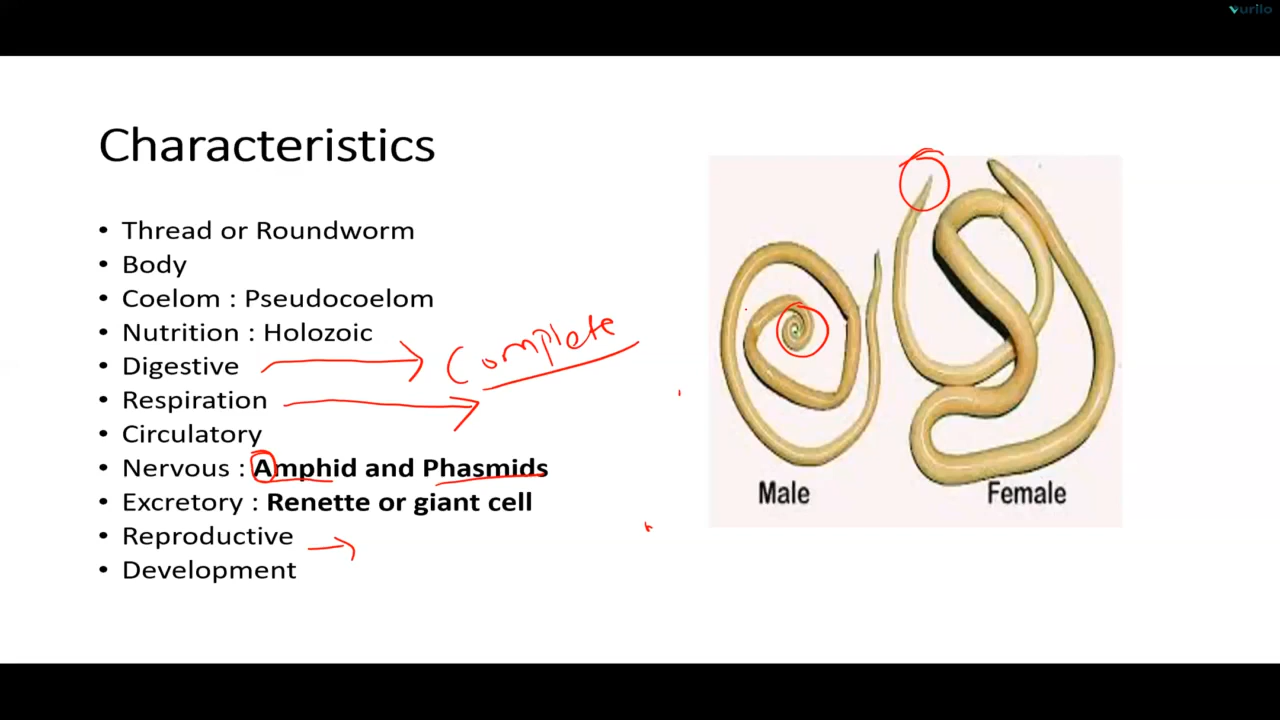 Vurilo
Characteristics
• Thread or Roundworm
• Body
• Coelom : Pseudocoelom
• Nutrition : Holozoic
• Digestive
Complete
• Respiration
• Circulatory
• Nervous : Amphid and Phasmids
• Excretory : Renette or giant cell
• Reproductive
• Development
Male
Female